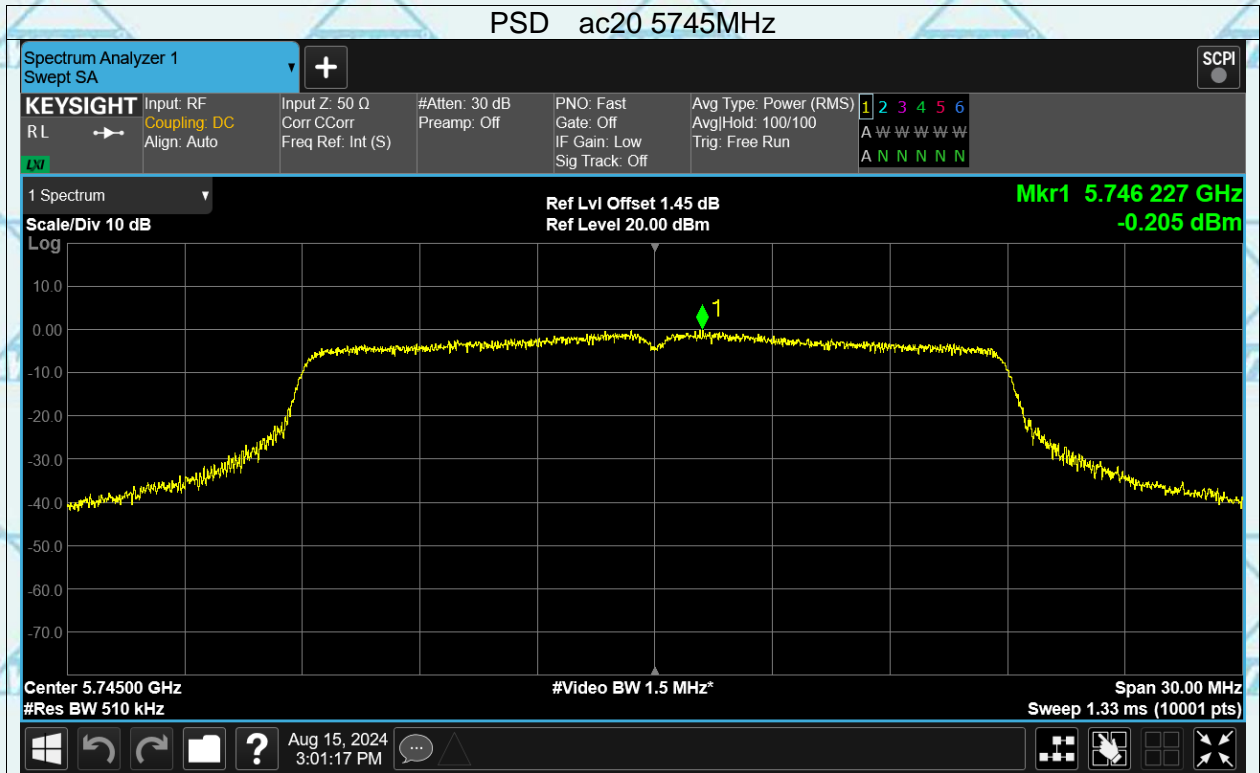 PSD ac20 5745MHz
Spectrum Analyzer 1
Swept SA
SCPI
KEYSIGHT
RL
LXI
Input: RF
Coupling: DC
Align: Auto
Input Z: 50 Ω
Corr CCorr
Freq Ref: Int (S)
#Atten: 30 dB
Preamp: Off
PNO: Fast
Gate: Off
IF Gain: Low
Sig Track: Off
Avg Type: Power (RMS)
Avg|Hold: 100/100
Trig: Free Run
1 2 3 4 5 6
A W W W W W
A N N N N N
1 Spectrum
Scale/Div 10 dB
Log
Ref Lvl Offset 1.45 dB
Ref Level 20.00 dBm
Mkr1 5.746 227 GHz
-0.205 dBm
1
10.0
0.00
-10.0
-20.0
-30.0
-40.0
-50.0
-60.0
-70.0
Center 5.74500 GHz
#Res BW 510 kHz
#Video BW 1.5 MHz*
Span 30.00 MHz
Sweep 1.33 ms (10001 pts)
?
Aug 15, 2024
3:01:17 PM